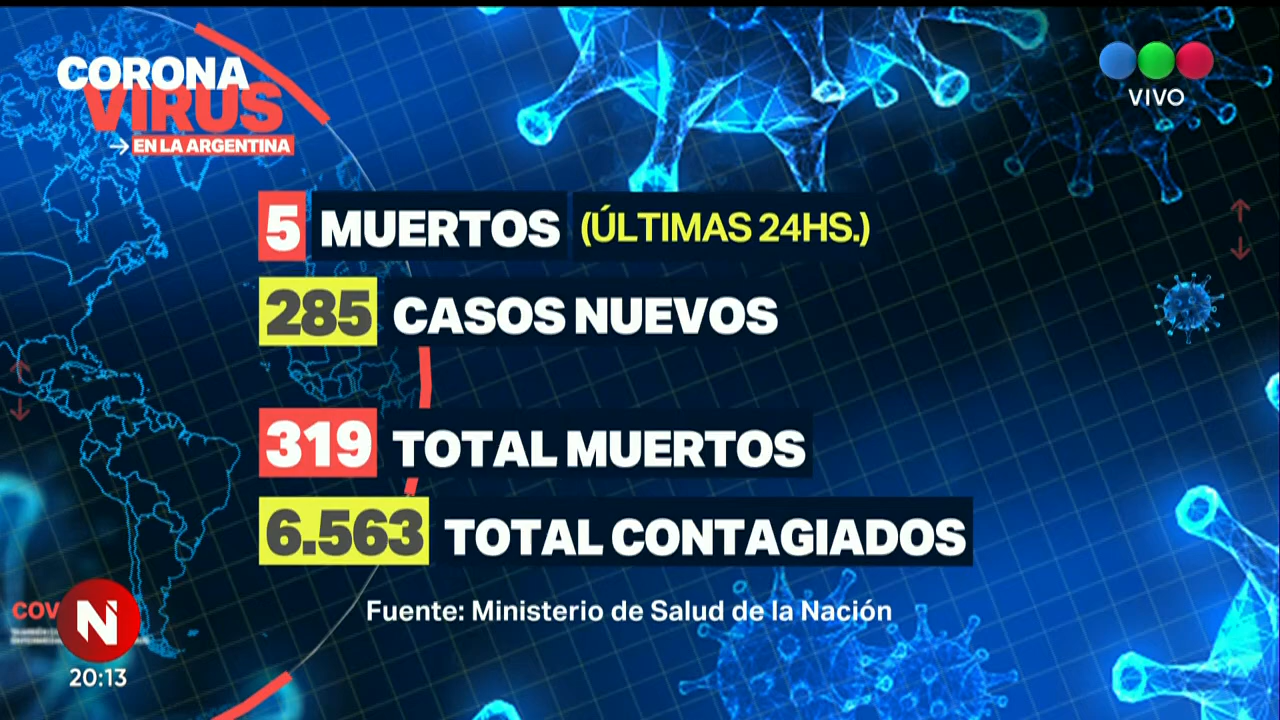 CORONA
VIRUS
→ EN LA ARGENTINA
VIVO
5 MUERTOS (ÚLTIMAS 24HS.)
285 CASOS NUEVOS
319 TOTAL MUERTOS
6.563 TOTAL CONTAGIADOS
Fuente: Ministerio de Salud de la Nación
COV
N
20:13